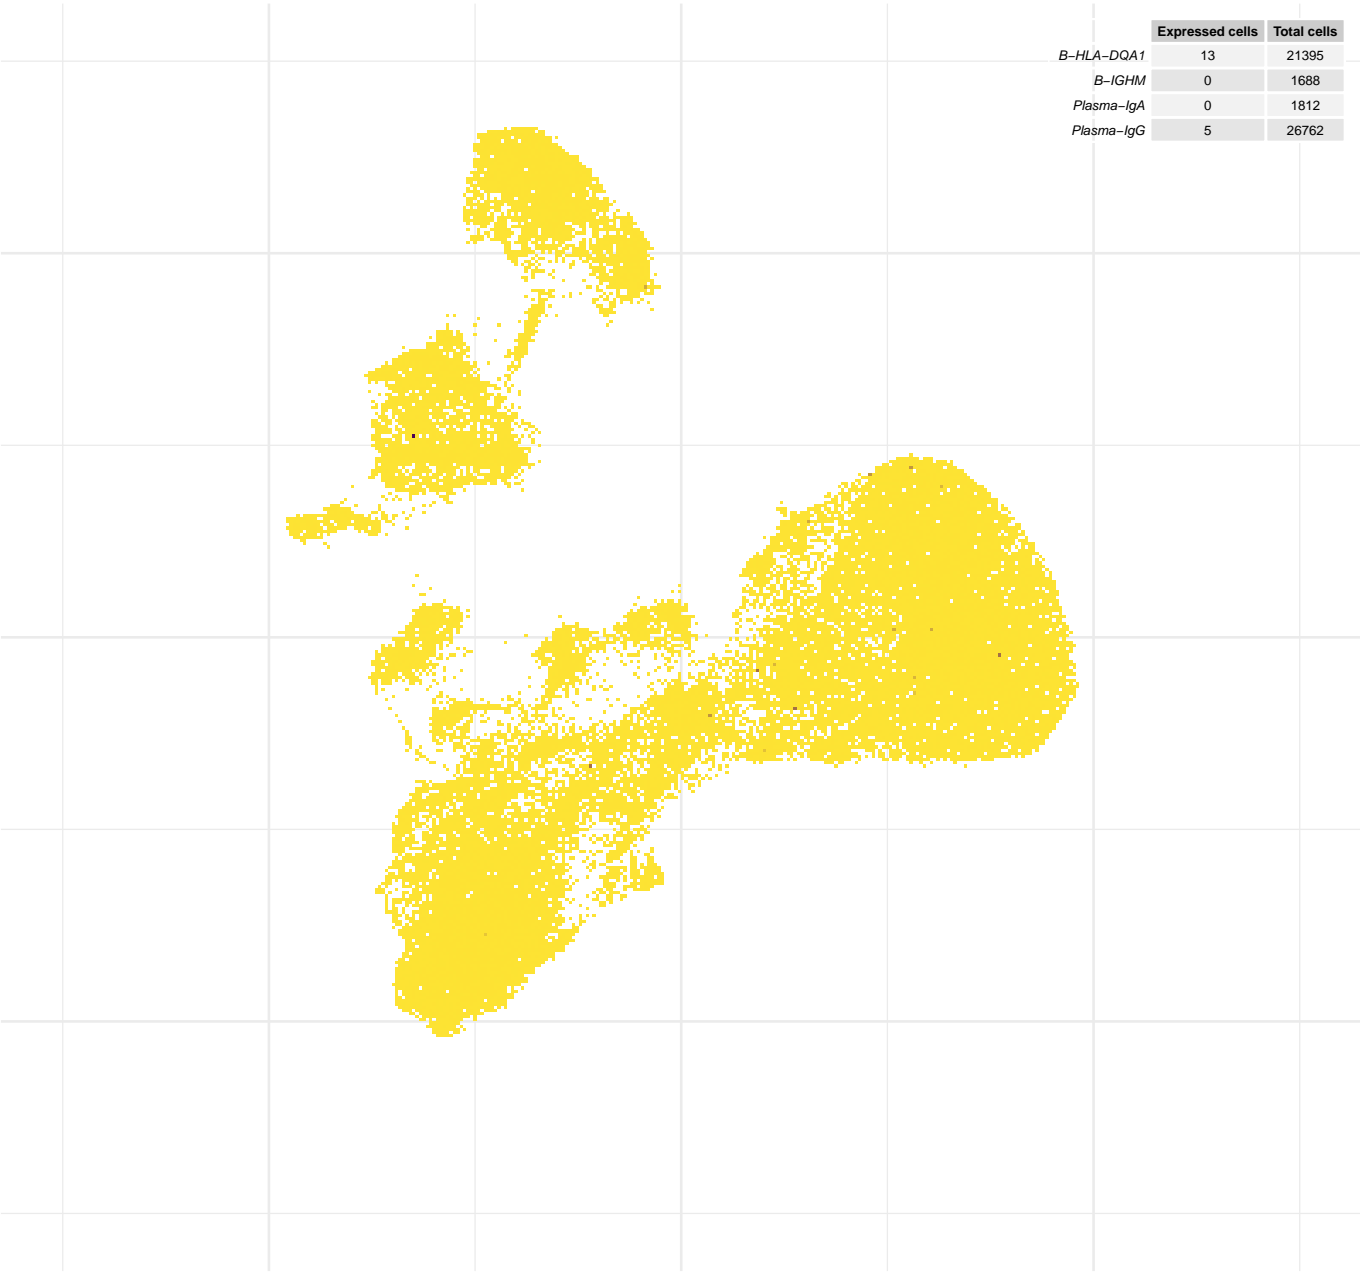 Expressed cells Total cells
B−HLA−DQA1 13 21395
B−IGHM 0 1688
Plasma−IgA 0 1812
Plasma−IgG 5 26762